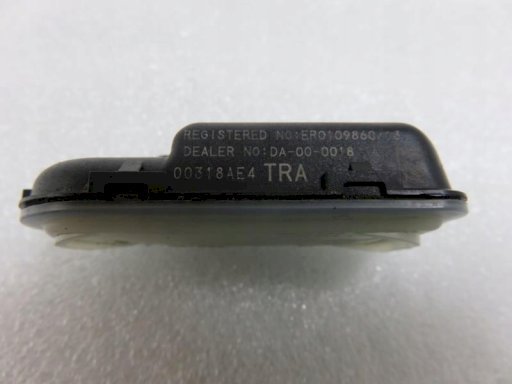 REGISTERED NO:ER0109860/13
DEALER NO:DA-00-0018
00318AE4 TRA